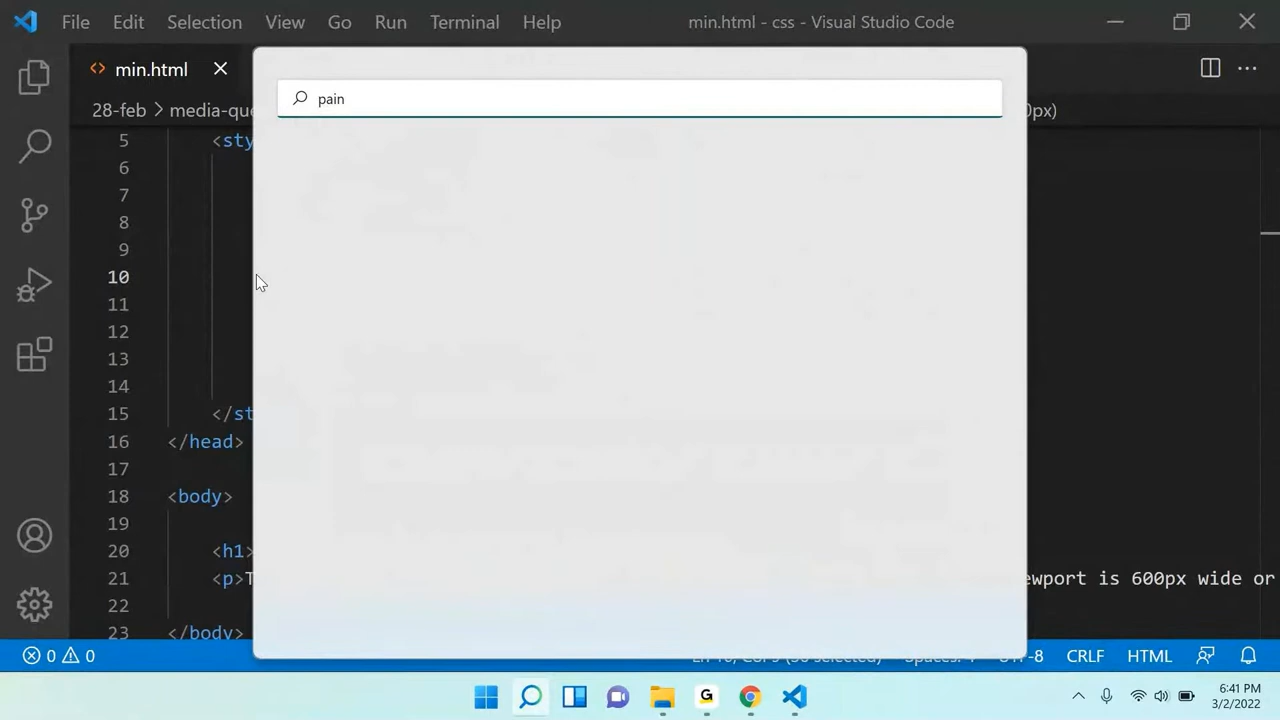 File Edit Selection View Go Run Terminal Help min.html - css - Visual Studio Code
min.html
pain
28-feb > media-que 0px)
5 <sty
6
7
8
9
10
11
12
13
14
15 </st
16 </head>
17
18 <body>
19
20 <h1>
21 <p>T ewport is 600px wide or
22
23 </body>
0 0 CRLF HTML
6:41 PM
3/2/2022